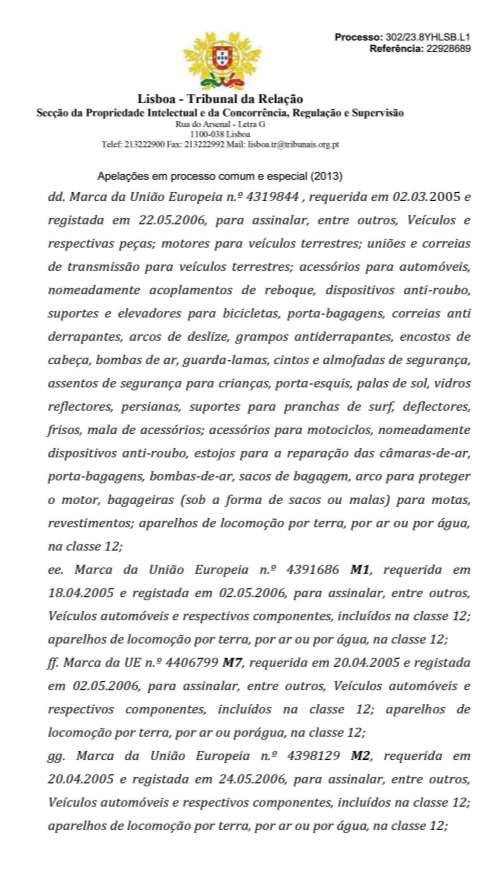 Processo: 302/23.8YHLSB.L1
Referência: 22928689
Lisboa - Tribunal da Relação
Secção da Propriedade Intelectual e da Concorrência, Regulação e Supervisão
Rua do Arsenal - Letra G
1100-038 Lisboa
Telef: 213222900 Fax: 213222992 Mail: lisboa.tr@tribunais.org.pt
Apelações em processo comum e especial (2013)
dd. Marca da União Europeia n.º 4319844 , requerida em 02.03.2005 e
registada em 22.05.2006, para assinalar, entre outros, Veículos e
respectivas peças; motores para veículos terrestres; uniões e correias
de transmissão para veículos terrestres; acessórios para automóveis,
nomeadamente acoplamentos de reboque, dispositivos anti-roubo,
suportes e elevadores para bicicletas, porta-bagagens, correias anti
derrapantes, arcos de deslize, grampos antiderrapantes, encostos de
cabeça, bombas de ar, guarda-lamas, cintos e almofadas de segurança,
assentos de segurança para crianças, porta-esquis, palas de sol, vidros
reflectores, persianas, suportes para pranchas de surf, deflectores,
frisos, mala de acessórios; acessórios para motociclos, nomeadamente
dispositivos anti-roubo, estojos para a reparação das câmaras-de-ar,
porta-bagagens, bombas-de-ar, sacos de bagagem, arco para proteger
o motor, bagageiras (sob a forma de sacos ou malas) para motas,
revestimentos; aparelhos de locomoção por terra, por ar ou por água,
na classe 12;
ee. Marca da União Europeia n.º 4391686 M1, requerida em
18.04.2005 e registada em 02.05.2006, para assinalar, entre outros,
Veículos automóveis e respectivos componentes, incluídos na classe 12;
aparelhos de locomoção por terra, por ar ou por água, na classe 12;
ff. Marca da UE n.º 4406799 M7, requerida em 20.04.2005 e registada
em 02.05.2006, para assinalar, entre outros, Veículos automóveis e
respectivos componentes, incluídos na classe 12; aparelhos de
locomoção por terra, por ar ou porágua, na classe 12;
gg. Marca da União Europeia n.º 4398129 M2, requerida em
20.04.2005 e registada em 24.05.2006, para assinalar, entre outros,
Veículos automóveis e respectivos componentes, incluídos na classe 12;
aparelhos de locomoção por terra, por ar ou por água, na classe 12;